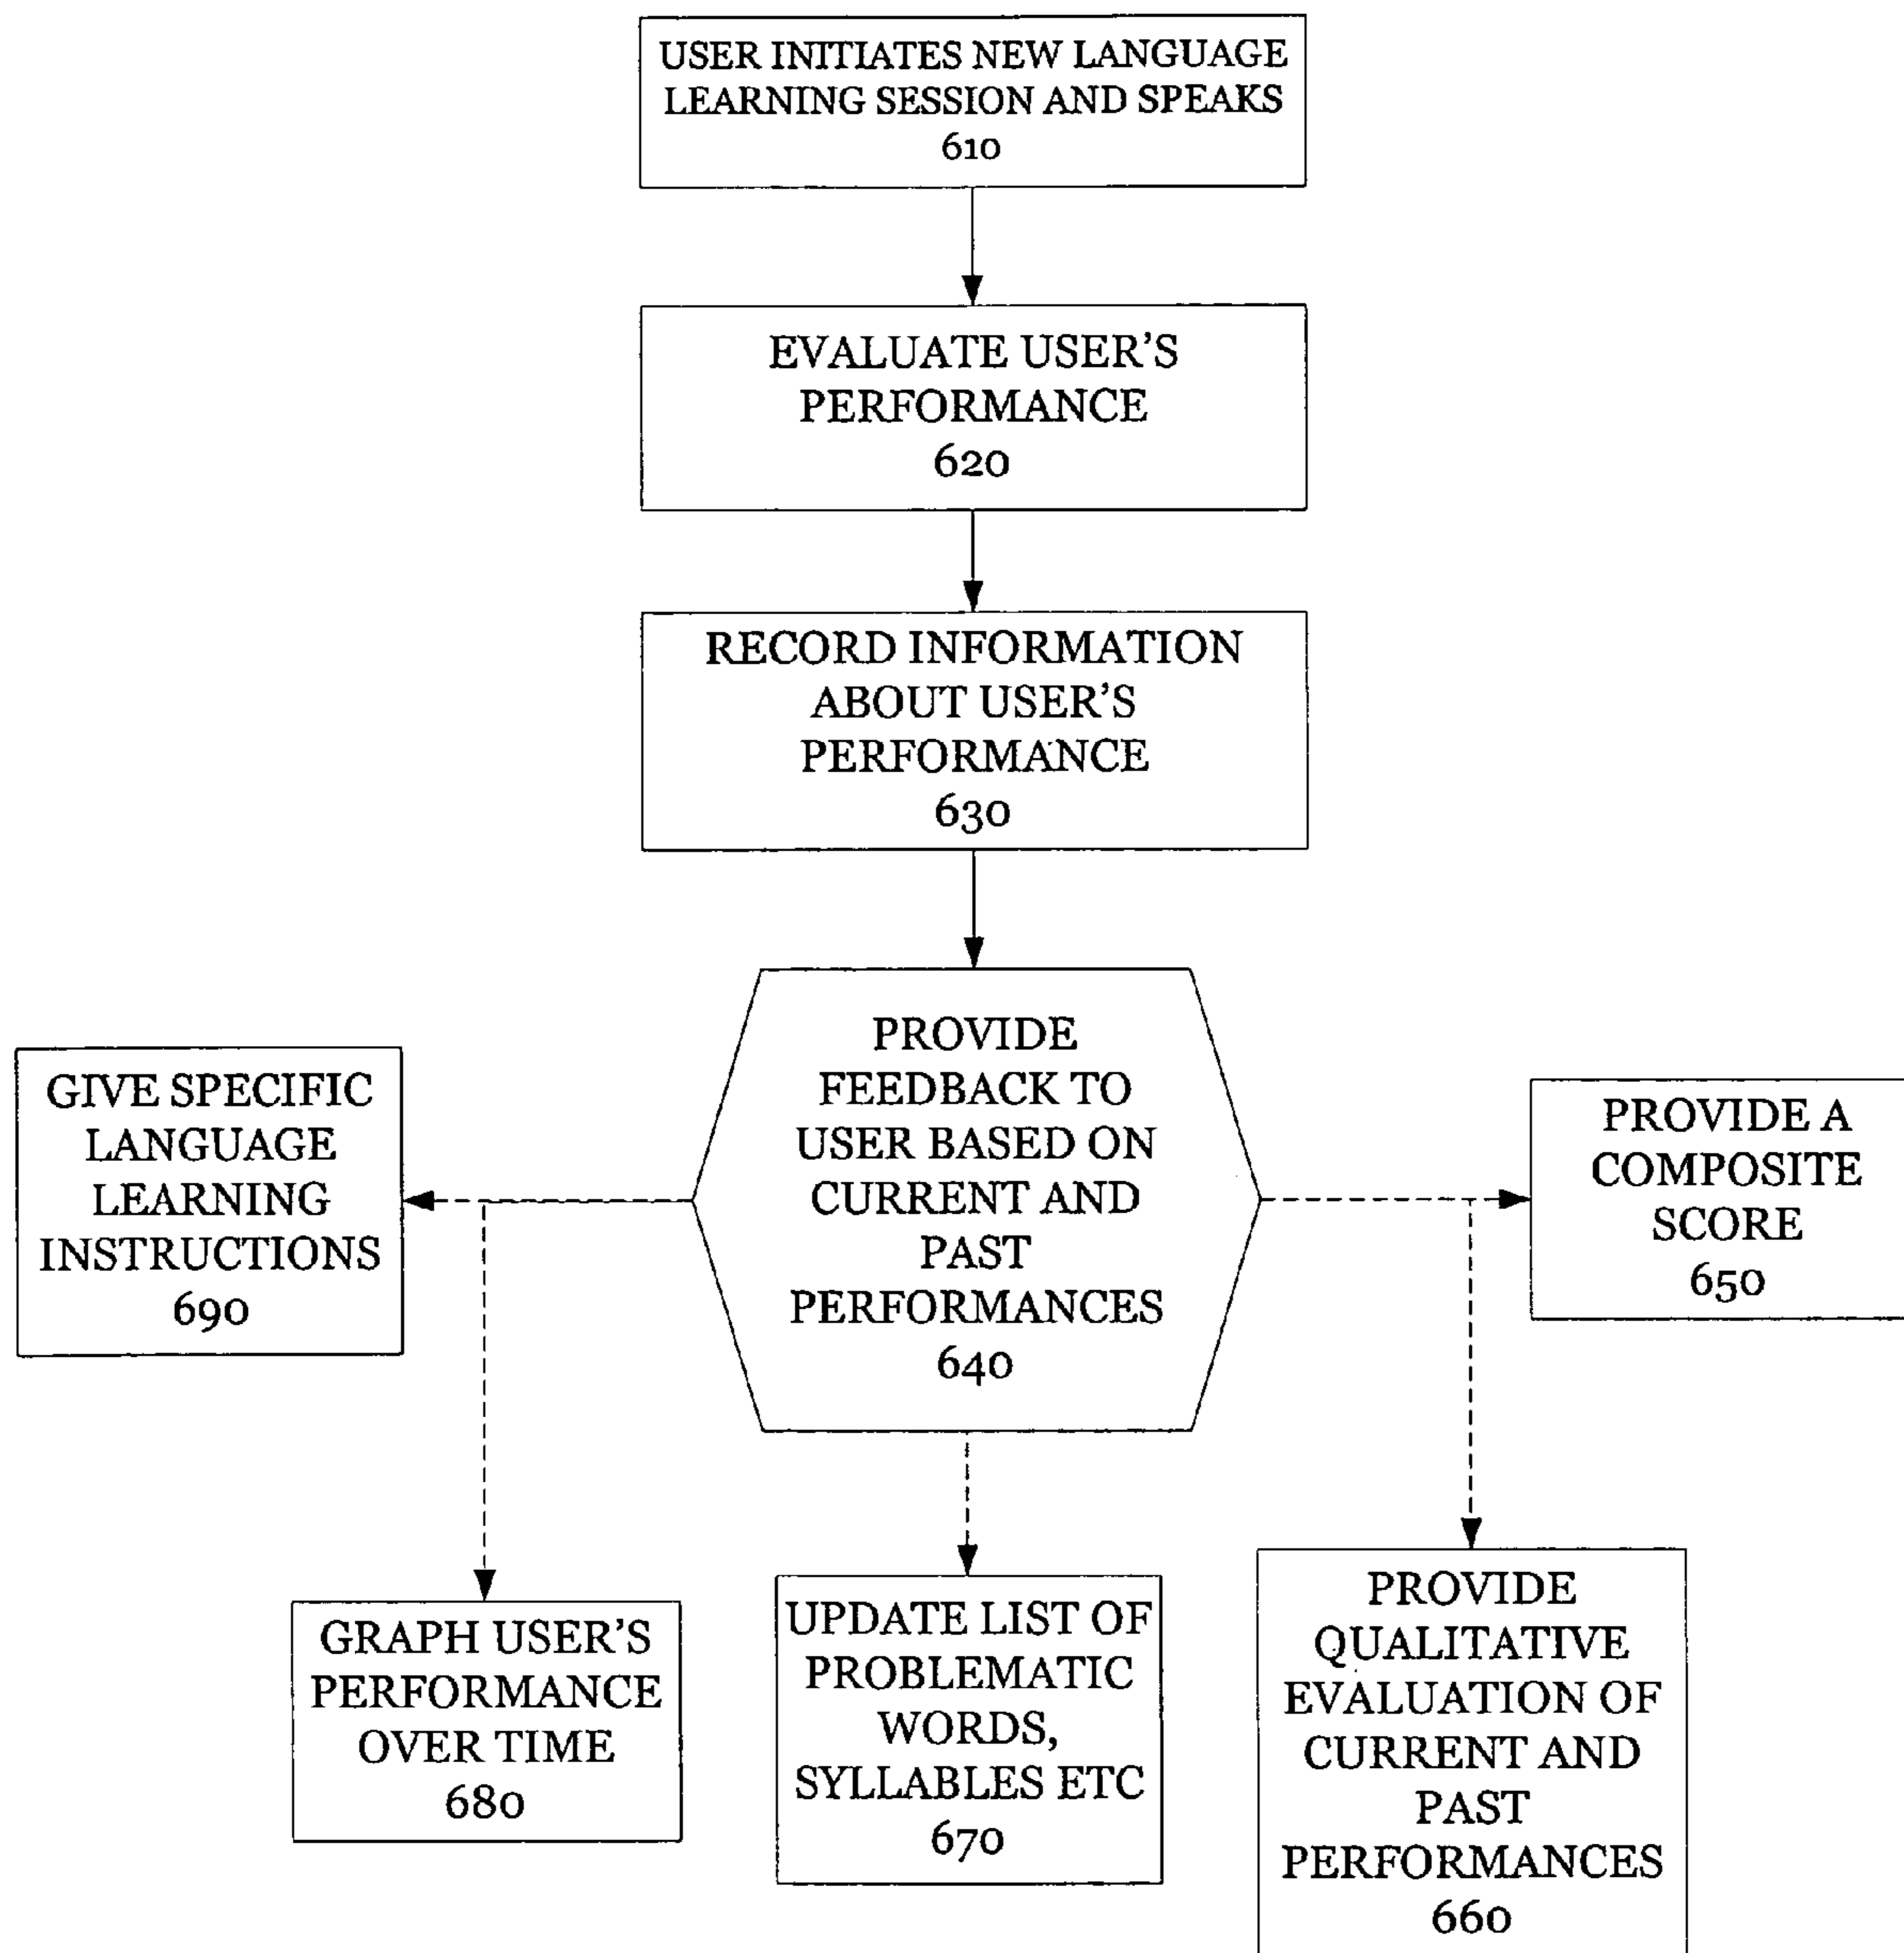 USER INITIATES NEW LANGUAGE
LEARNING SESSION AND SPEAKS
610
EVALUATE USER'S
PERFORMANCE
620
RECORD INFORMATION
ABOUT USER'S
PERFORMANCE
630
PROVIDE
FEEDBACK TO
USER BASED ON
CURRENT AND
PAST
PERFORMANCES
640
GIVE SPECIFIC
LANGUAGE
LEARNING
INSTRUCTIONS
690
PROVIDE A
COMPOSITE
SCORE
650
GRAPH USER'S
PERFORMANCE
OVER TIME
680
UPDATE LIST OF
PROBLEMATIC
WORDS,
SYLLABLES ETC
670
PROVIDE
QUALITATIVE
EVALUATION OF
CURRENT AND
PAST
PERFORMANCES
660